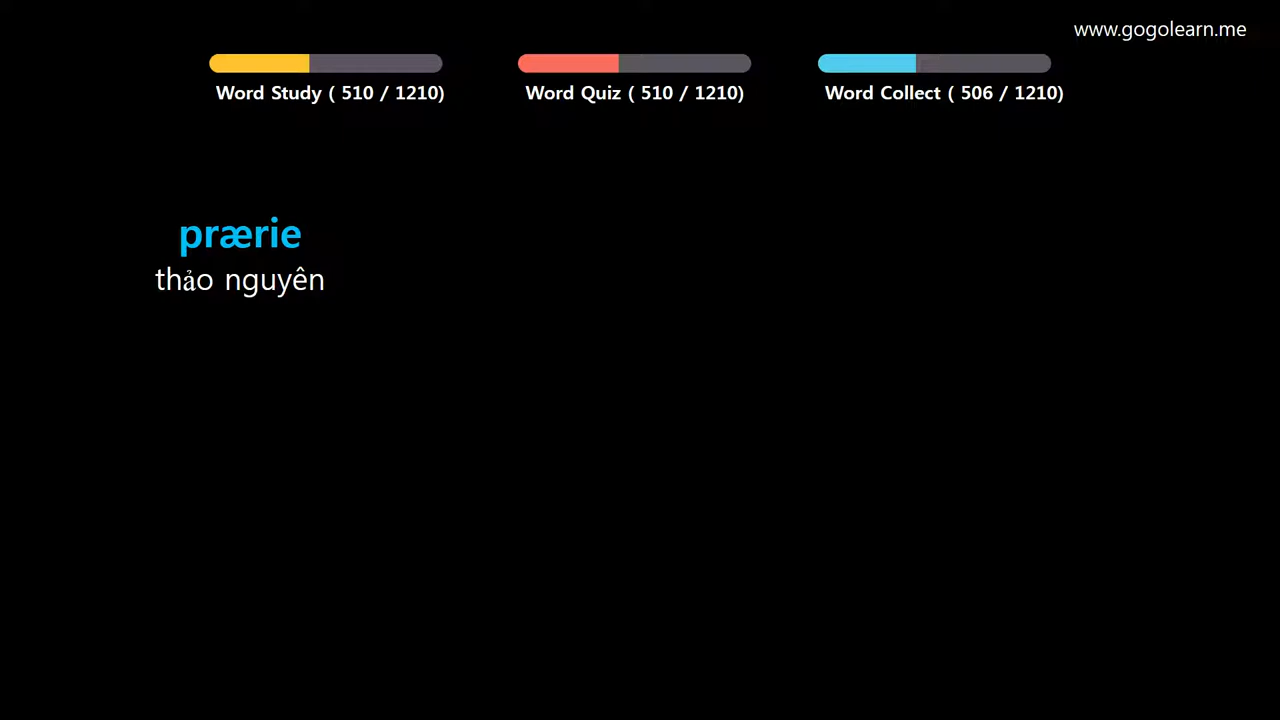 www.gogolearn.me
Word Study ( 510 / 1210)
Word Quiz ( 510 / 1210)
Word Collect ( 506 / 1210)
prærie
thảo nguyên